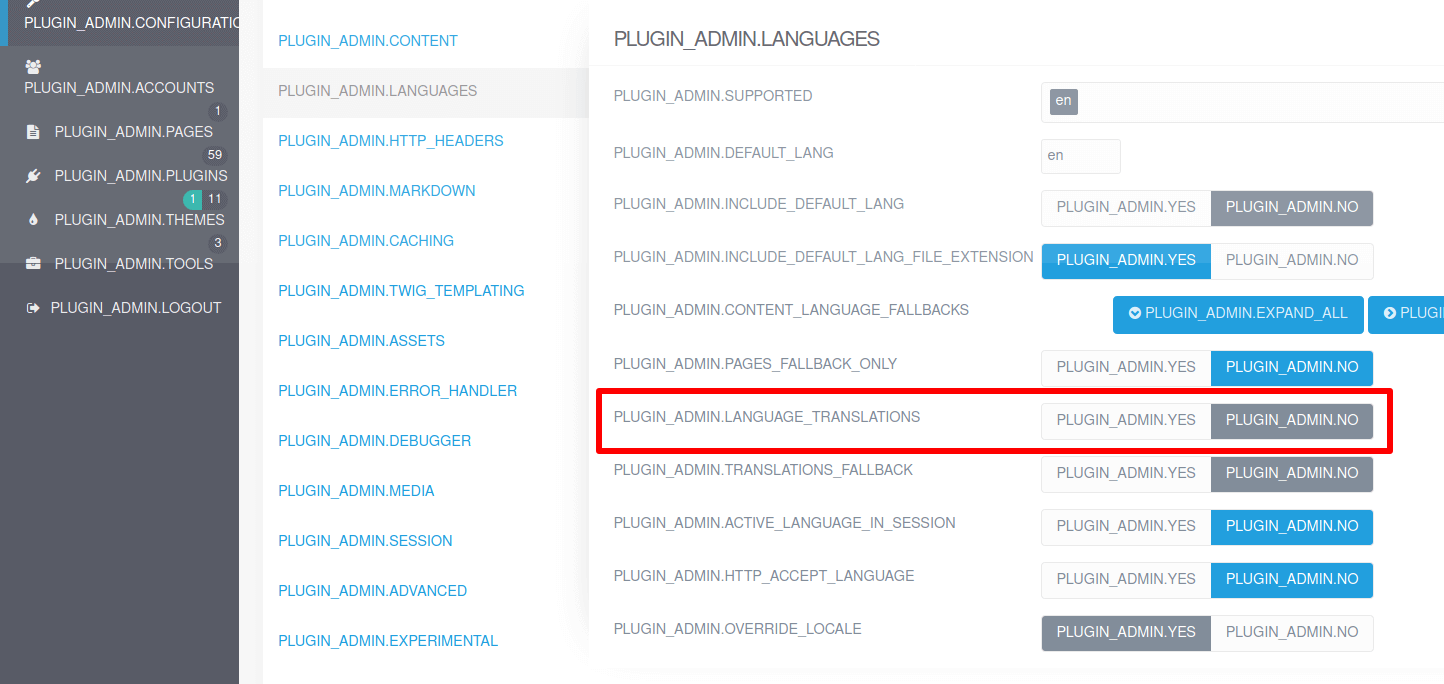 PLUGIN_ADMIN.CONFIGURATIO
PLUGIN_ADMIN.ACCOUNTS
1
PLUGIN_ADMIN.PAGES
59
PLUGIN_ADMIN.PLUGINS
1 11
PLUGIN_ADMIN.THEMES
3
PLUGIN_ADMIN.TOOLS
PLUGIN_ADMIN.LOGOUT
PLUGIN_ADMIN.CONTENT
PLUGIN_ADMIN.LANGUAGES
PLUGIN_ADMIN.HTTP_HEADERS
PLUGIN_ADMIN.MARKDOWN
PLUGIN_ADMIN.CACHING
PLUGIN_ADMIN.TWIG_TEMPLATING
PLUGIN_ADMIN.ASSETS
PLUGIN_ADMIN.ERROR_HANDLER
PLUGIN_ADMIN.DEBUGGER
PLUGIN_ADMIN.MEDIA
PLUGIN_ADMIN.SESSION
PLUGIN_ADMIN.ADVANCED
PLUGIN_ADMIN.EXPERIMENTAL
PLUGIN_ADMIN.LANGUAGES
PLUGIN_ADMIN.SUPPORTED en
PLUGIN_ADMIN.DEFAULT_LANG en
PLUGIN_ADMIN.INCLUDE_DEFAULT_LANG PLUGIN_ADMIN.YES PLUGIN_ADMIN.NO
PLUGIN_ADMIN.INCLUDE_DEFAULT_LANG_FILE_EXTENSION PLUGIN_ADMIN.YES PLUGIN_ADMIN.NO
PLUGIN_ADMIN.CONTENT_LANGUAGE_FALLBACKS PLUGIN_ADMIN.EXPAND_ALL PLUGI
PLUGIN_ADMIN.PAGES_FALLBACK_ONLY PLUGIN_ADMIN.YES PLUGIN_ADMIN.NO
PLUGIN_ADMIN.LANGUAGE_TRANSLATIONS PLUGIN_ADMIN.YES PLUGIN_ADMIN.NO
PLUGIN_ADMIN.TRANSLATIONS_FALLBACK PLUGIN_ADMIN.YES PLUGIN_ADMIN.NO
PLUGIN_ADMIN.ACTIVE_LANGUAGE_IN_SESSION PLUGIN_ADMIN.YES PLUGIN_ADMIN.NO
PLUGIN_ADMIN.HTTP_ACCEPT_LANGUAGE PLUGIN_ADMIN.YES PLUGIN_ADMIN.NO
PLUGIN_ADMIN.OVERRIDE_LOCALE PLUGIN_ADMIN.YES PLUGIN_ADMIN.NO